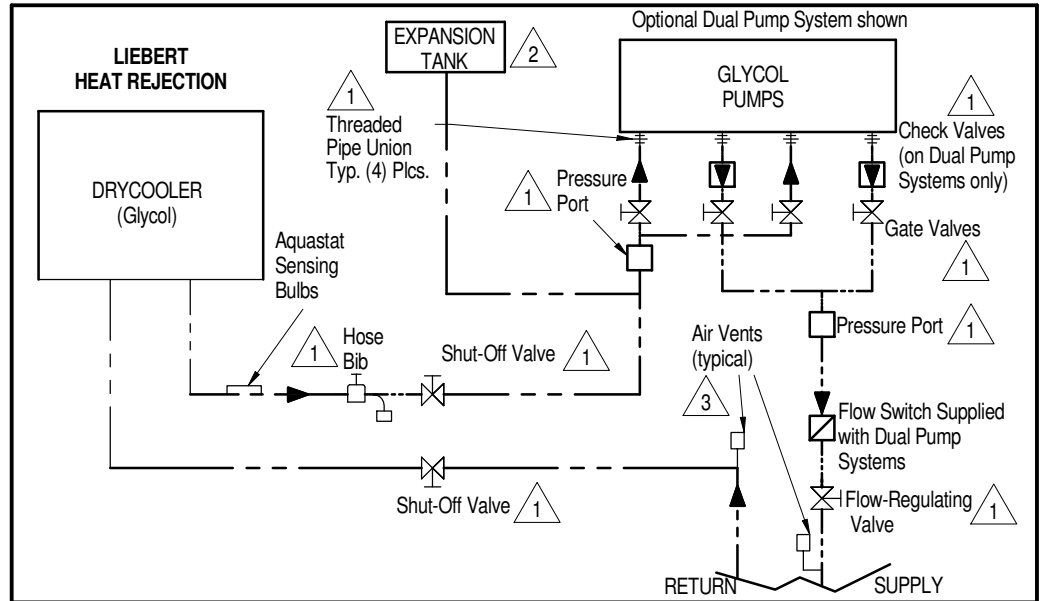 Optional Dual Pump System shown
LIEBERT
HEAT REJECTION
EXPANSION
TANK
2
GLYCOL
PUMPS
1
Threaded
Pipe Union
Typ. (4) Plcs.
1
Check Valves
(on Dual Pump
Systems only)
DRYCOOLER
(Glycol)
1
Pressure
Port
Gate Valves
1
Aquastat
Sensing
Bulbs
1
Hose
Bib
Shut-Off Valve
1
Air Vents
(typical)
3
Pressure Port
1
Flow Switch Supplied
with Dual Pump
Systems
Shut-Off Valve
1
Flow-Regulating
Valve
1
RETURN
SUPPLY